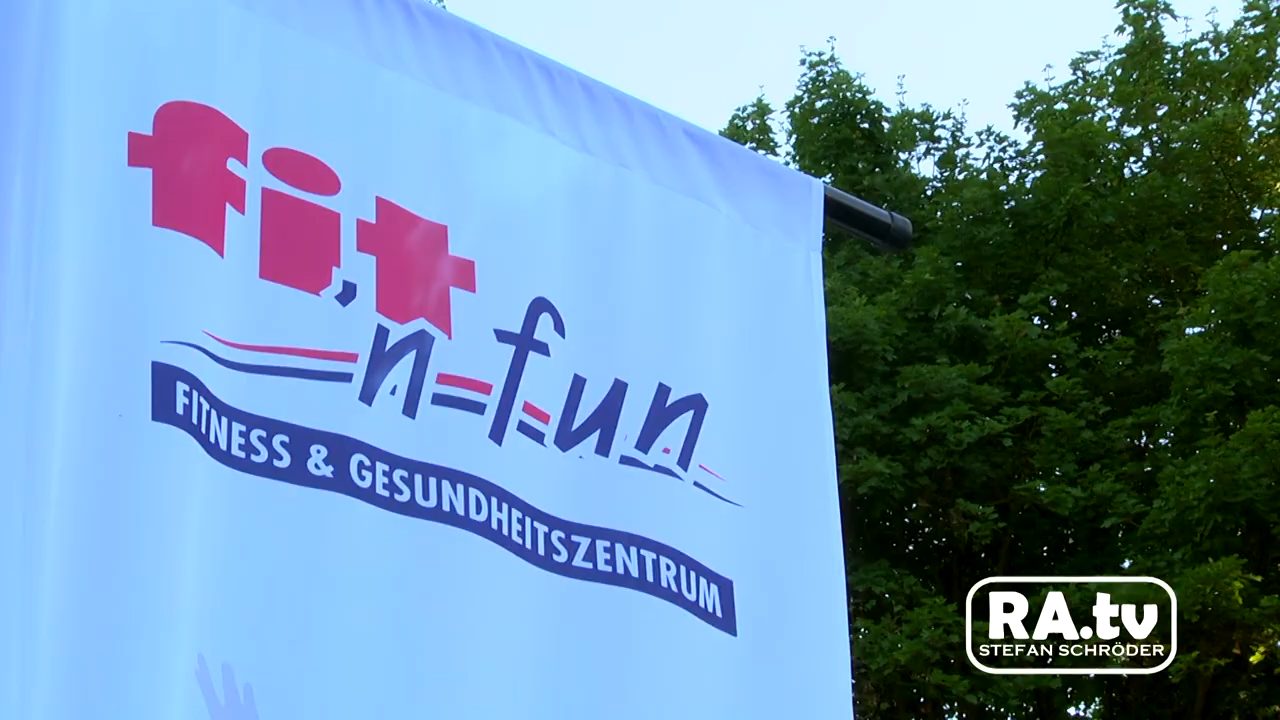 fit
'n fun
FITNESS & GESUNDHEITSZENTRUM
RA.tv
STEFAN SCHRÖDER